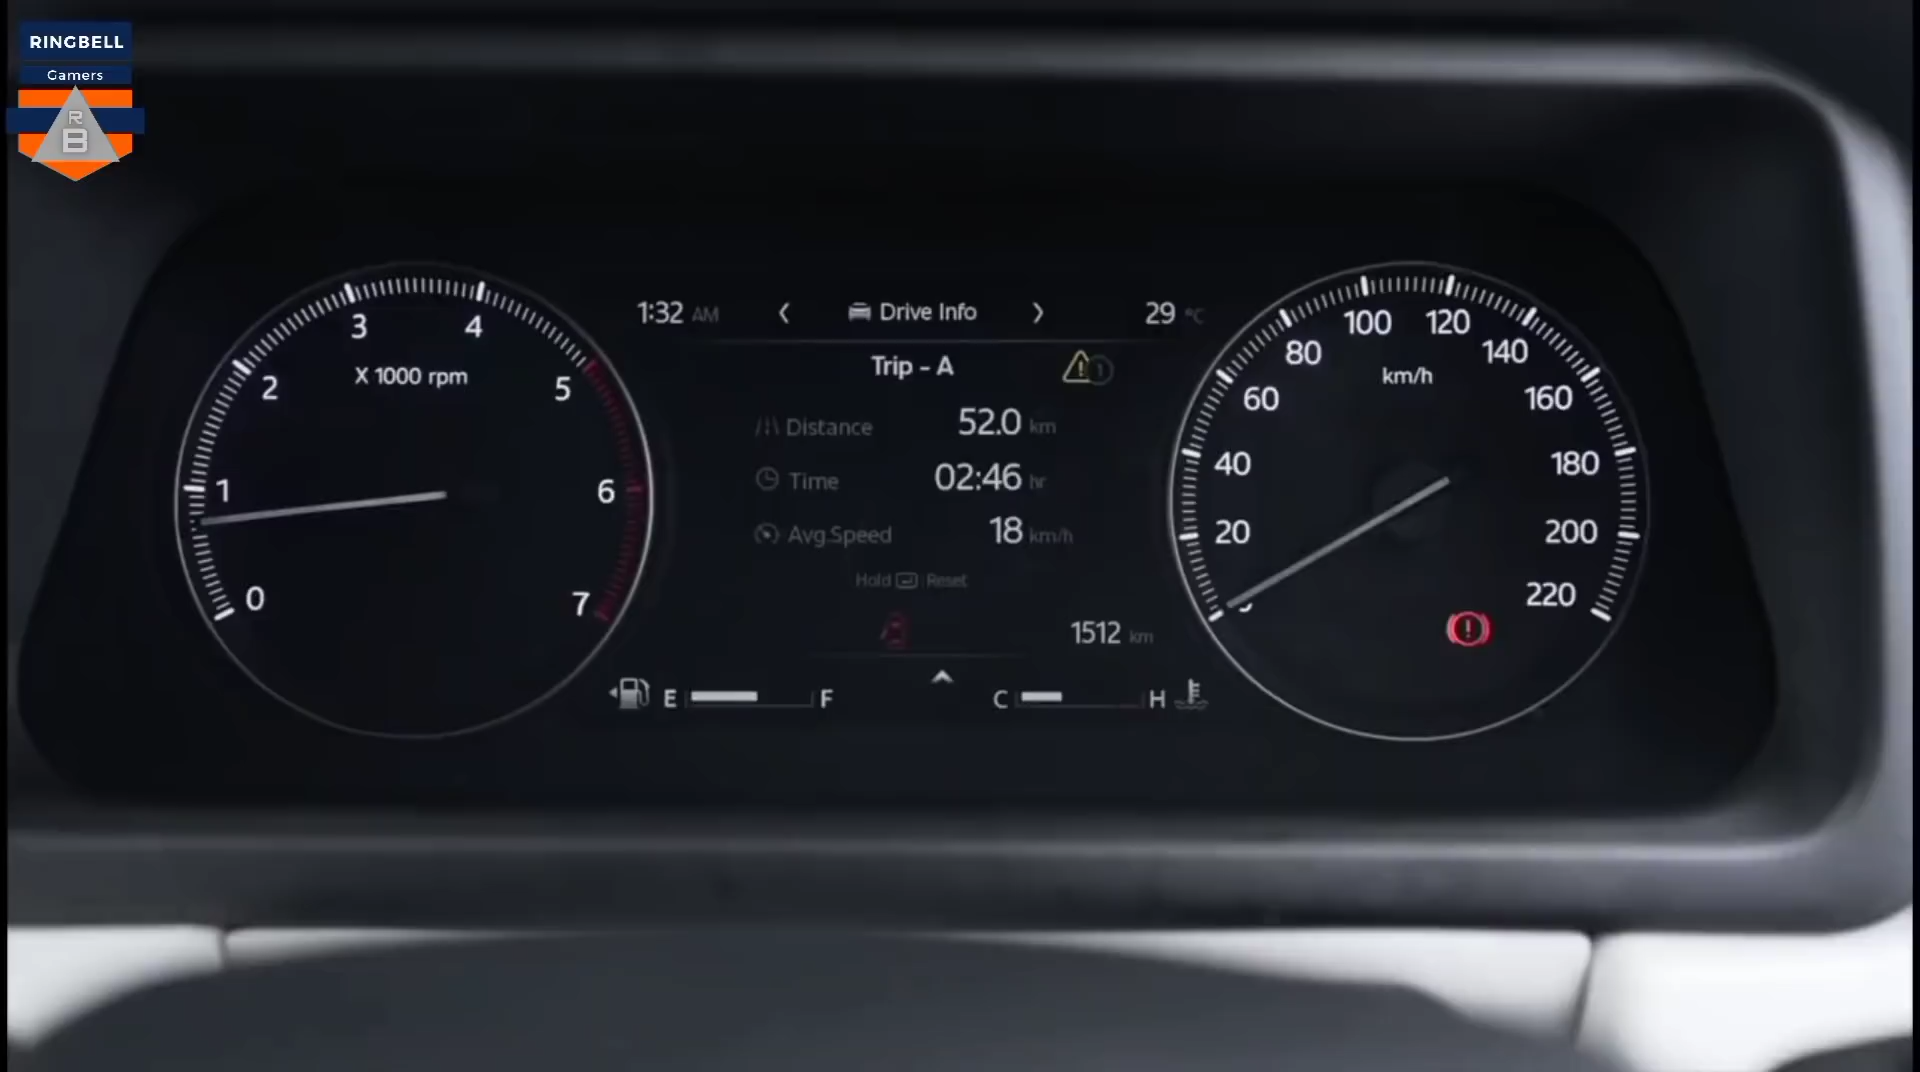 RINGBELL
Gamers
R
B
1:32 AM
Drive Info
29 °C
Trip - A
1
Distance 52.0 km
Time 02:46 hr
Avg.Speed 18 km/h
Hold Reset
1512 km
E F
C H
0
1
2
3
4
5
6
7
X 1000 rpm
20
40
60
80
100
120
140
160
180
200
220
km/h